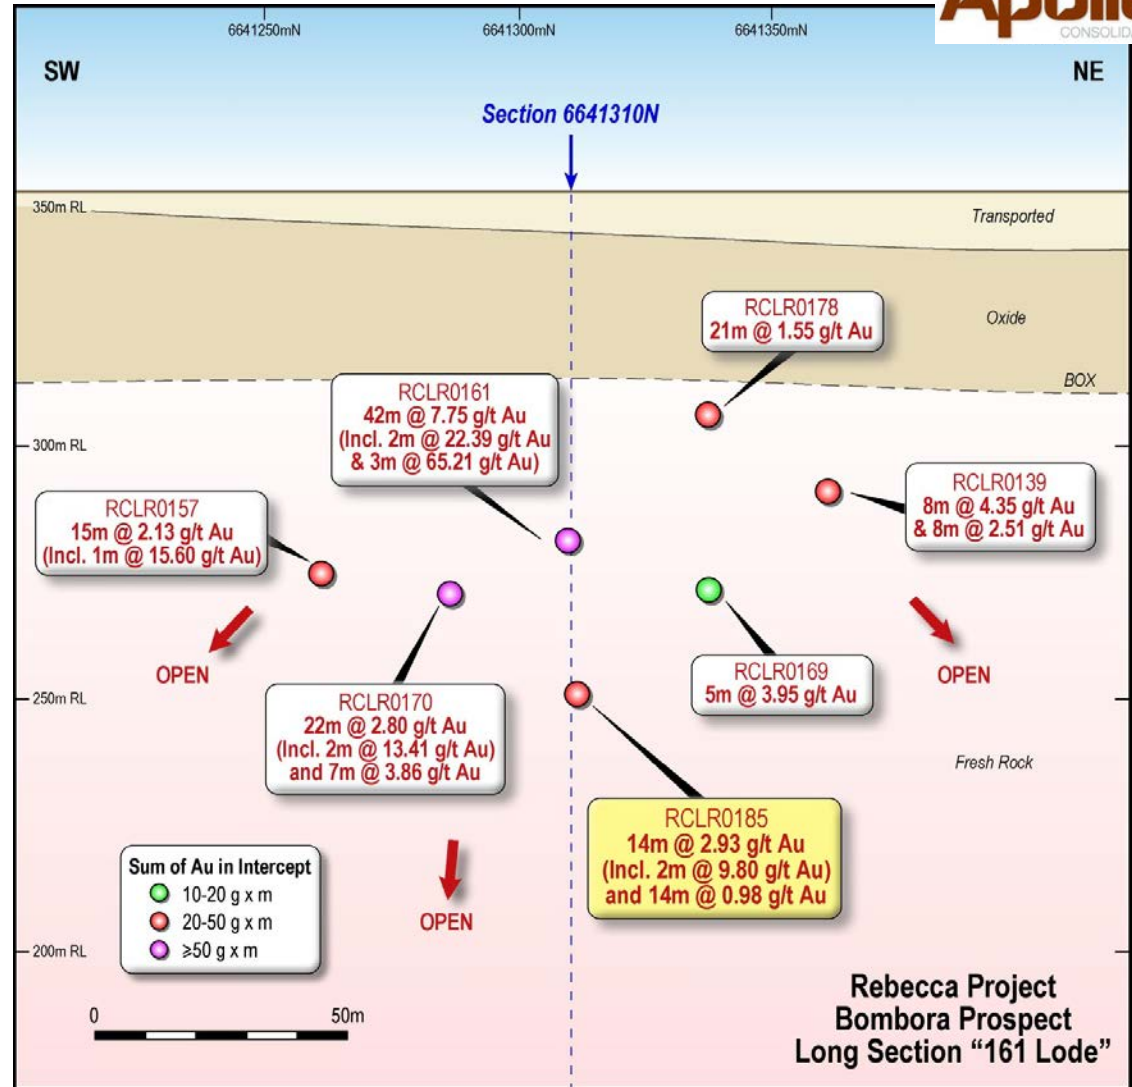 Apollo
CONSOLIDA
6641250mN
6641300mN
6641350mN
SW
NE
Section 6641310N
350m RL
Transported
Oxide
BOX
RCLR0178
21m @ 1.55 g/t Au
RCLR0161
42m @ 7.75 g/t Au
(Incl. 2m @ 22.39 g/t Au
& 3m @ 65.21 g/t Au)
300m RL
RCLR0139
8m @ 4.35 g/t Au
& 8m @ 2.51 g/t Au
RCLR0157
15m @ 2.13 g/t Au
(Incl. 1m @ 15.60 g/t Au)
OPEN
RCLR0169
5m @ 3.95 g/t Au
OPEN
250m RL
RCLR0170
22m @ 2.80 g/t Au
(Incl. 2m @ 13.41 g/t Au)
and 7m @ 3.86 g/t Au
Fresh Rock
RCLR0185
14m @ 2.93 g/t Au
(Incl. 2m @ 9.80 g/t Au)
and 14m @ 0.98 g/t Au
OPEN
Sum of Au in Intercept
10-20 g x m
20-50 g x m
≥50 g x m
200m RL
0 50m
Rebecca Project
Bombora Prospect
Long Section “161 Lode”